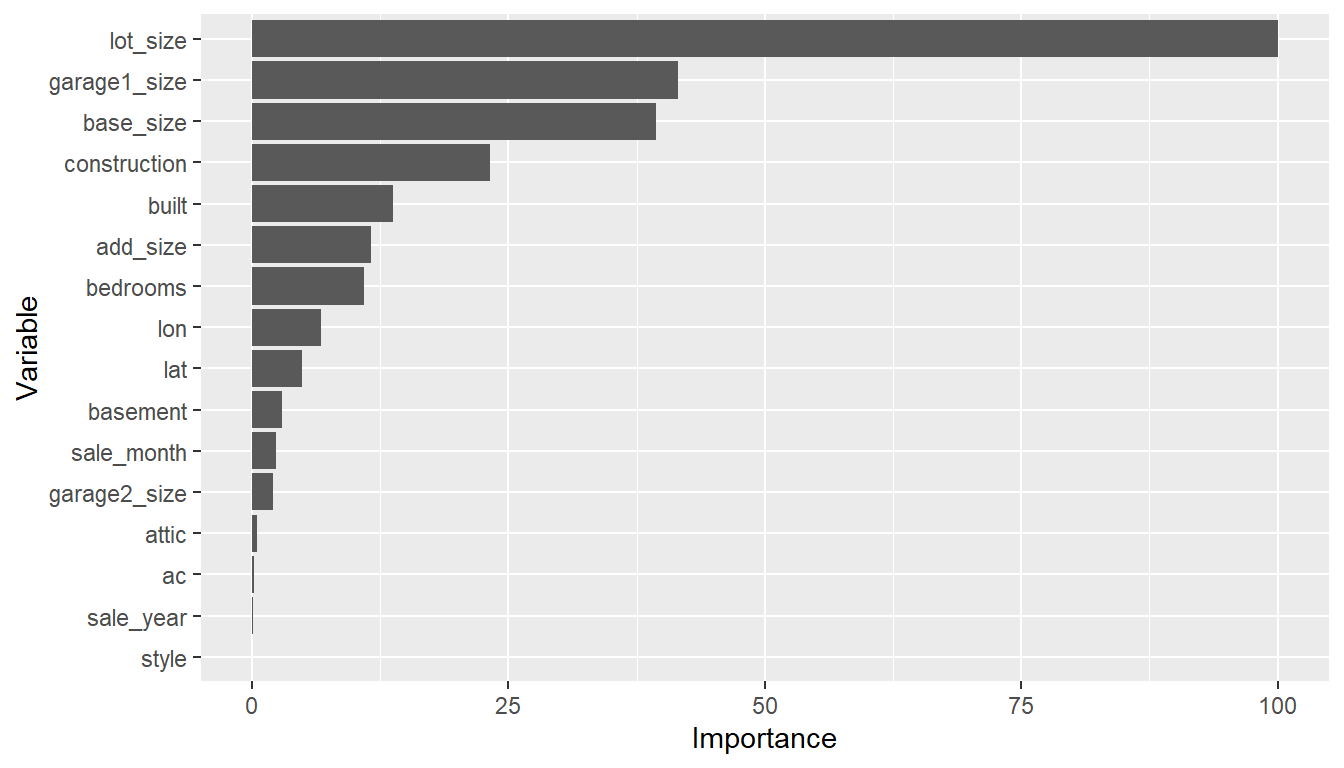 lot_size
garage1_size
base_size
construction
built
add_size
bedrooms
lon
lat
basement
sale_month
garage2_size
attic
ac
sale_year
style
Variable
0 25 50 75 100
Importance